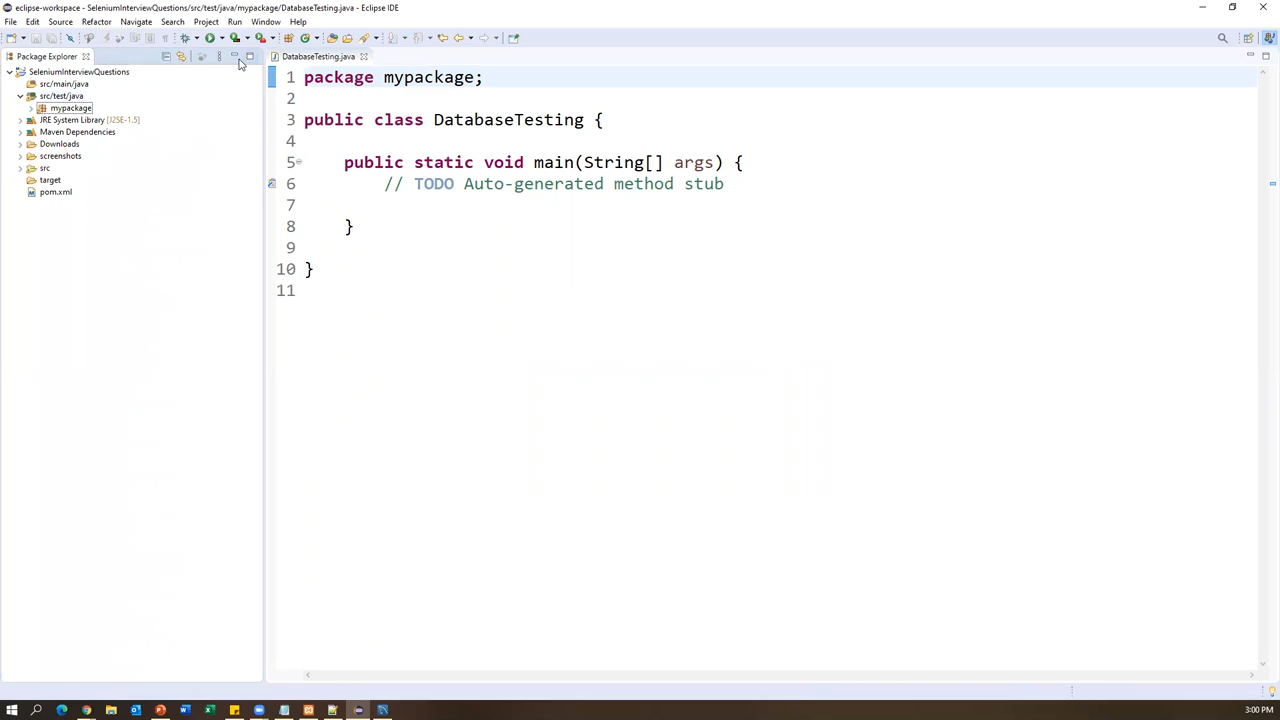 eclipse-workspace - SeleniumInterviewQuestions/src/test/java/mypackage/DatabaseTesting.java - Eclipse IDE
File Edit Source Refactor Navigate Search Project Run Window Help
Package Explorer
DatabaseTesting.java
SeleniumInterviewQuestions
src/main/java
src/test/java
mypackage
JRE System Library [J2SE-1.5]
Maven Dependencies
Downloads
screenshots
src
target
pom.xml
1 package mypackage;
2
3 public class DatabaseTesting {
4
5 public static void main(String[] args) {
6 // TODO Auto-generated method stub
7
8 }
9
10 }
11
3:00 PM